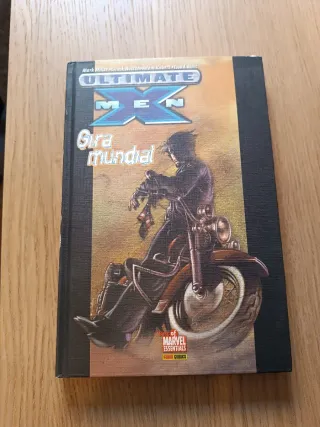 ULTIMATE
X
MEN
Gira
mundial
MARVEL
ESSENTIALS
PANINI COMICS